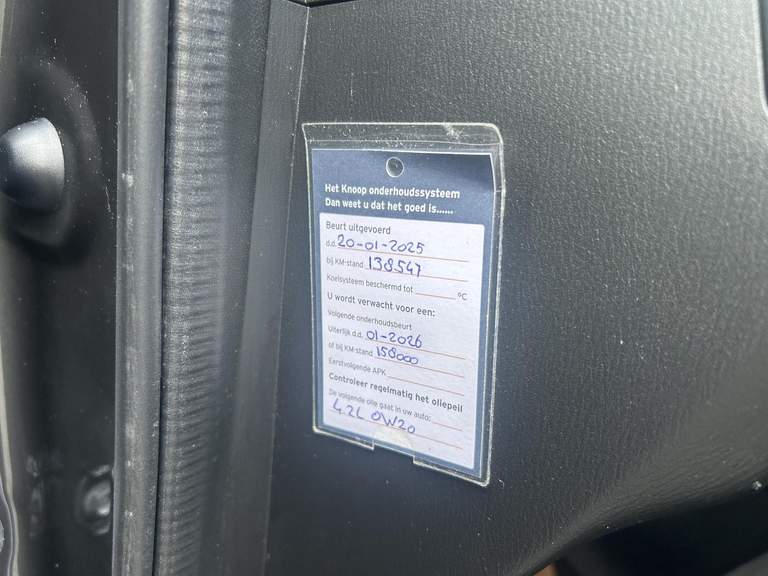 Het Knoop onderhoudssysteem
Dan weet u dat het goed is......
Beurt uitgevoerd
d.d. 20-01-2025
bij KM-stand 138547
Koelsysteem beschermd tot °C
U wordt verwacht voor een:
Volgende onderhoudsbeurt
Uiterlijk d.d. 01-2026
of bij KM-stand 158000
Eerstvolgende APK
Controleer regelmatig het oliepeil
De volgende olie gaat in uw auto:
4.2L 0W20